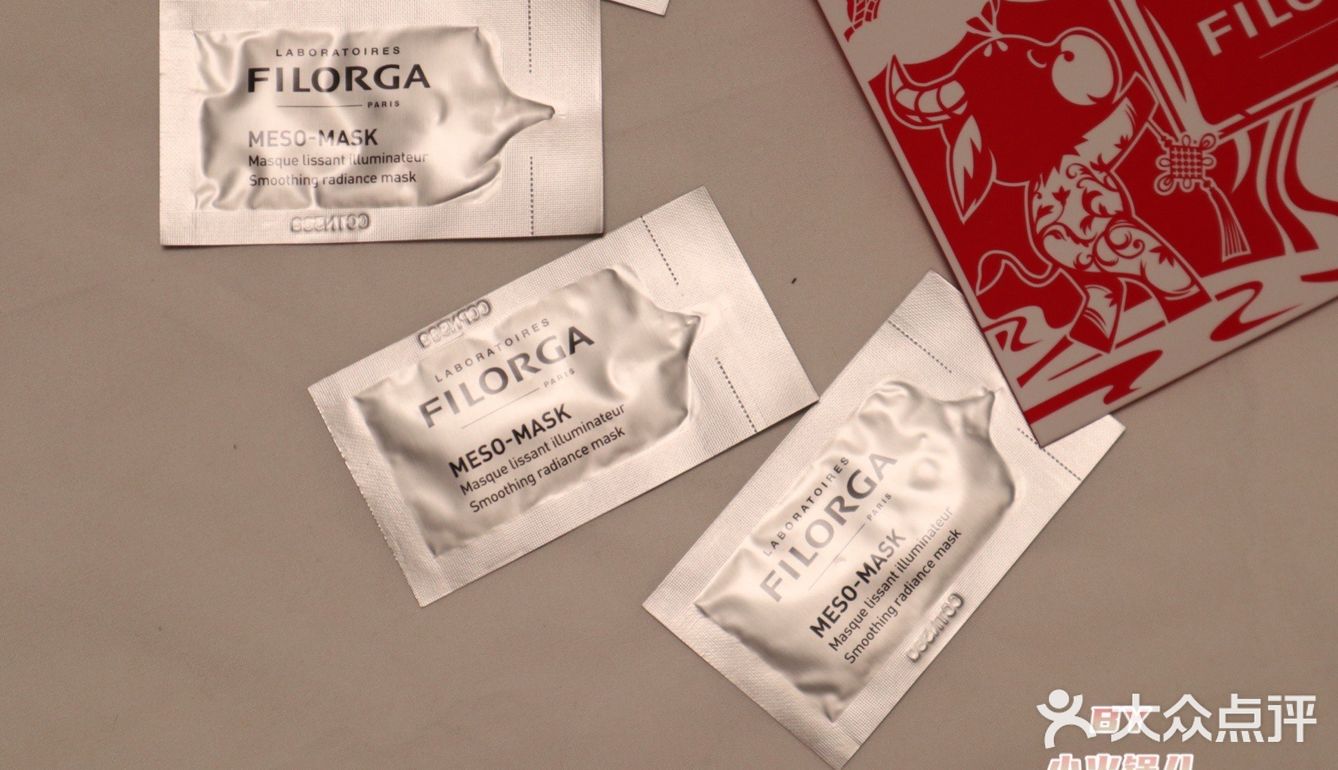 LABORATOIRES
FILORGA
PARIS
MESO-MASK
Masque lissant illuminateur
Smoothing radiance mask
LABORATOIRES
FILORGA
PARIS
MESO-MASK
Masque lissant illuminateur
Smoothing radiance mask
LABORATOIRES
FILORGA
PARIS
MESO-MASK
Masque lissant illuminateur
Smoothing radiance mask
FILO
大众点评